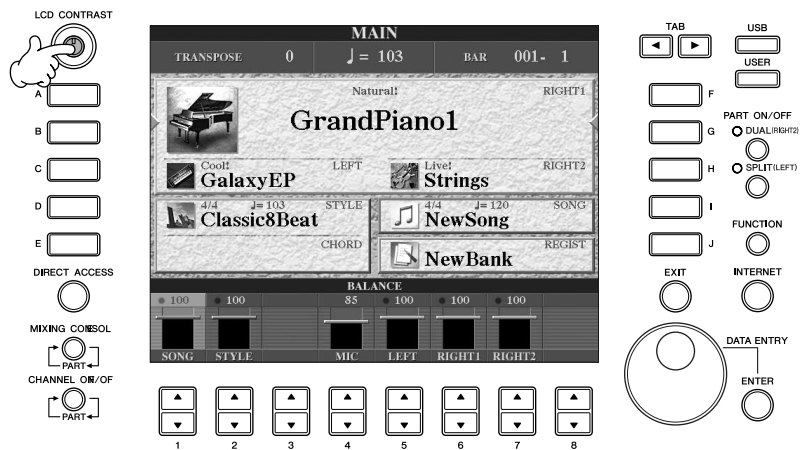 LCD CONTRAST
A
B
C
D
E
DIRECT ACCESS
MIXING CONSOL
PART
CHANNEL ON/OF
PART
MAIN
TRANSPOSE 0 ♩= 103 BAR 001- 1
Natural! RIGHT1
GrandPiano1
Cool! LEFT
GalaxyEP
Live! RIGHT2
Strings
4/4 ♩= 103 STYLE
Classic8Beat
CHORD
4/4 ♩= 120 SONG
NewSong
REGIST
NewBank
BALANCE
100 100 85 100 100 100
SONG STYLE MIC LEFT RIGHT1 RIGHT2
1 2 3 4 5 6 7 8
TAB
USB
USER
F
G
H
I
J
PART ON/OFF
DUAL(RIGHT2)
SPLIT(LEFT)
FUNCTION
EXIT
INTERNET
DATA ENTRY
ENTER